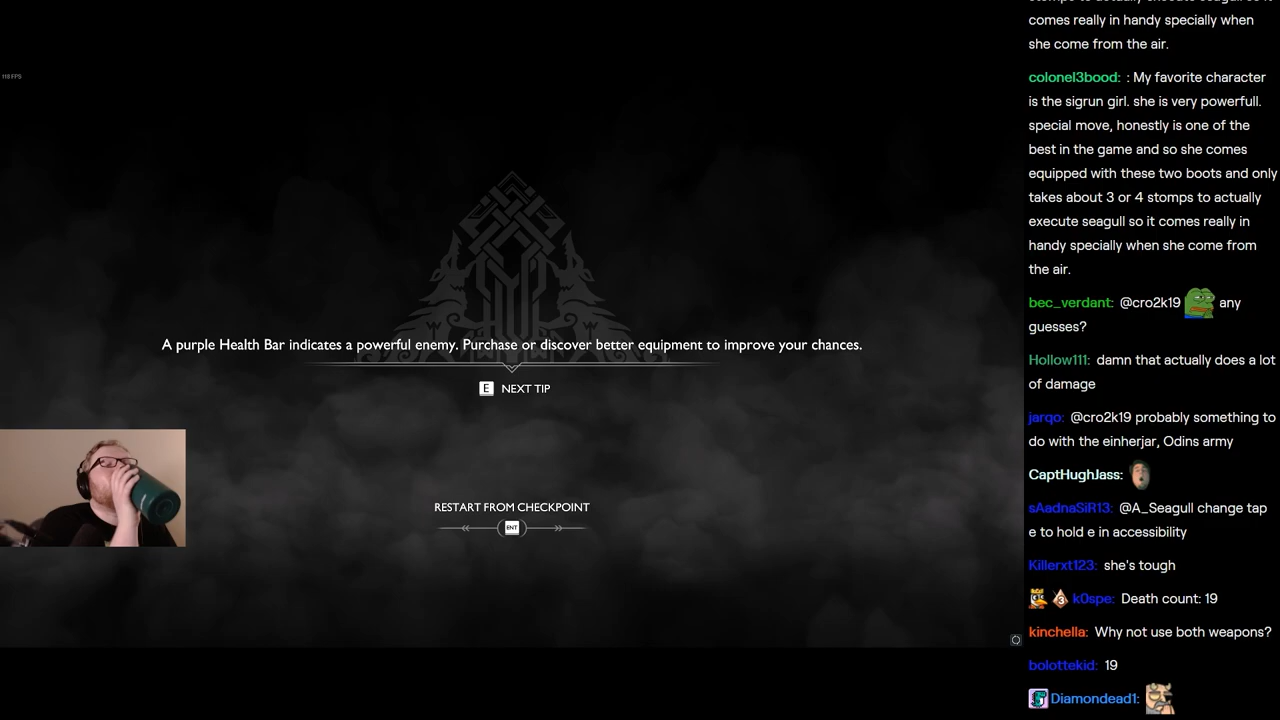 118 FPS
A purple Health Bar indicates a powerful enemy. Purchase or discover better equipment to improve your chances.
E NEXT TIP
RESTART FROM CHECKPOINT
ENT
comes really in handy specially when
she come from the air.
colonel3bood: : My favorite character
is the sigrun girl. she is very powerfull.
special move, honestly is one of the
best in the game and so she comes
equipped with these two boots and only
takes about 3 or 4 stomps to actually
execute seagull so it comes really in
handy specially when she come from
the air.
bec_verdant: @cro2k19 any
guesses?
Hollow111: damn that actually does a lot
of damage
jarqo: @cro2k19 probably something to
do with the einherjar, Odins army
CaptHughJass:
sAadnaSiR13: @A_Seagull change tap
e to hold e in accessibility
Killerxt123: she's tough
3 k0spe: Death count: 19
kinchella: Why not use both weapons?
bolottekid: 19
Diamondead1: